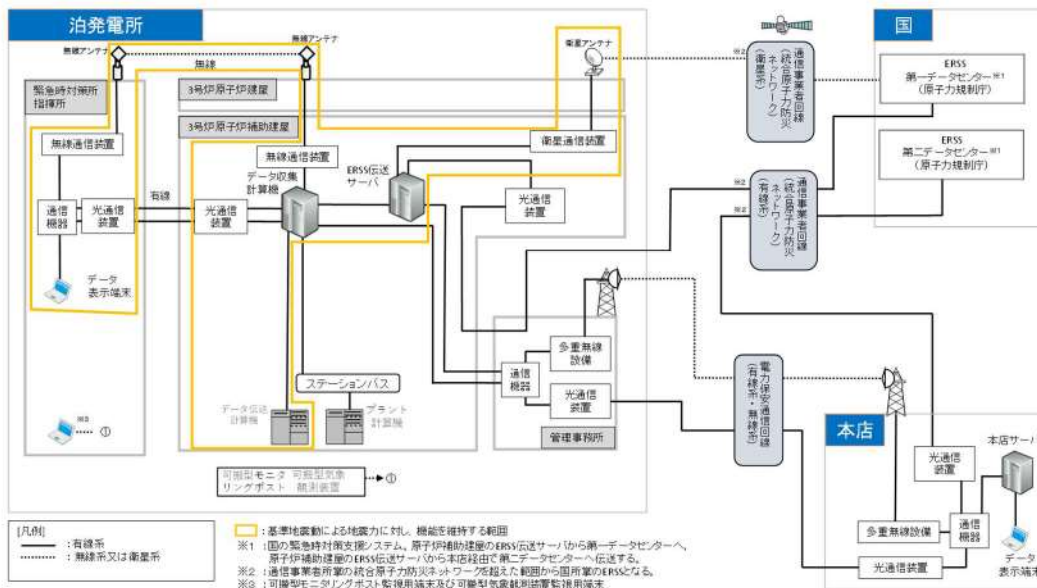 泊発電所
無線アンテナ
無線アンテナ
無線
衛星アンテナ
緊急時対策所
指揮所
3号炉原子炉建屋
3号炉原子炉補助建屋
無線通信装置
無線通信装置
衛星通信装置
データ収集
計算機
ERSS伝送
サーバ
有線
通信
機器
光通信
装置
光通信
装置
光通信
装置
データ
表示端末
ステーションバス
データ伝送
計算機
プラント
計算機
※3
①
可搬型モニタ
リングポスト
可搬型気象
観測装置
①
通信
機器
多重無線
設備
光通信
装置
管理事務所
※2
通信事業者回線
(統合原子力防災
ネットワーク)
(衛星系)
※2
※2
通信事業者回線
(統合原子力防災
ネットワーク)
(有線系)
電力保安通信回線
(有線系・無線系)
国
ERSS
第一データセンター※1
(原子力規制庁)
ERSS
第二データセンター※1
(原子力規制庁)
本店
本店サーバ
光通信
装置
多重無線設備
通信
機器
光通信装置
データ
表示端末
[凡例]
:有線系
:無線系又は衛星系
:基準地震動による地震力に対し、機能を維持する範囲
※1 :国の緊急時対策支援システム。原子炉補助建屋のERSS伝送サーバから第一データセンターへ、
原子炉補助建屋のERSS伝送サーバから本店経由で第二データセンターへ伝送する。
※2 :通信事業者所掌の統合原子力防災ネットワークを超えた範囲から国所掌のERSSとなる。
※3 :可搬型モニタリングポスト監視用端末及び可搬型気象観測装置監視用端末